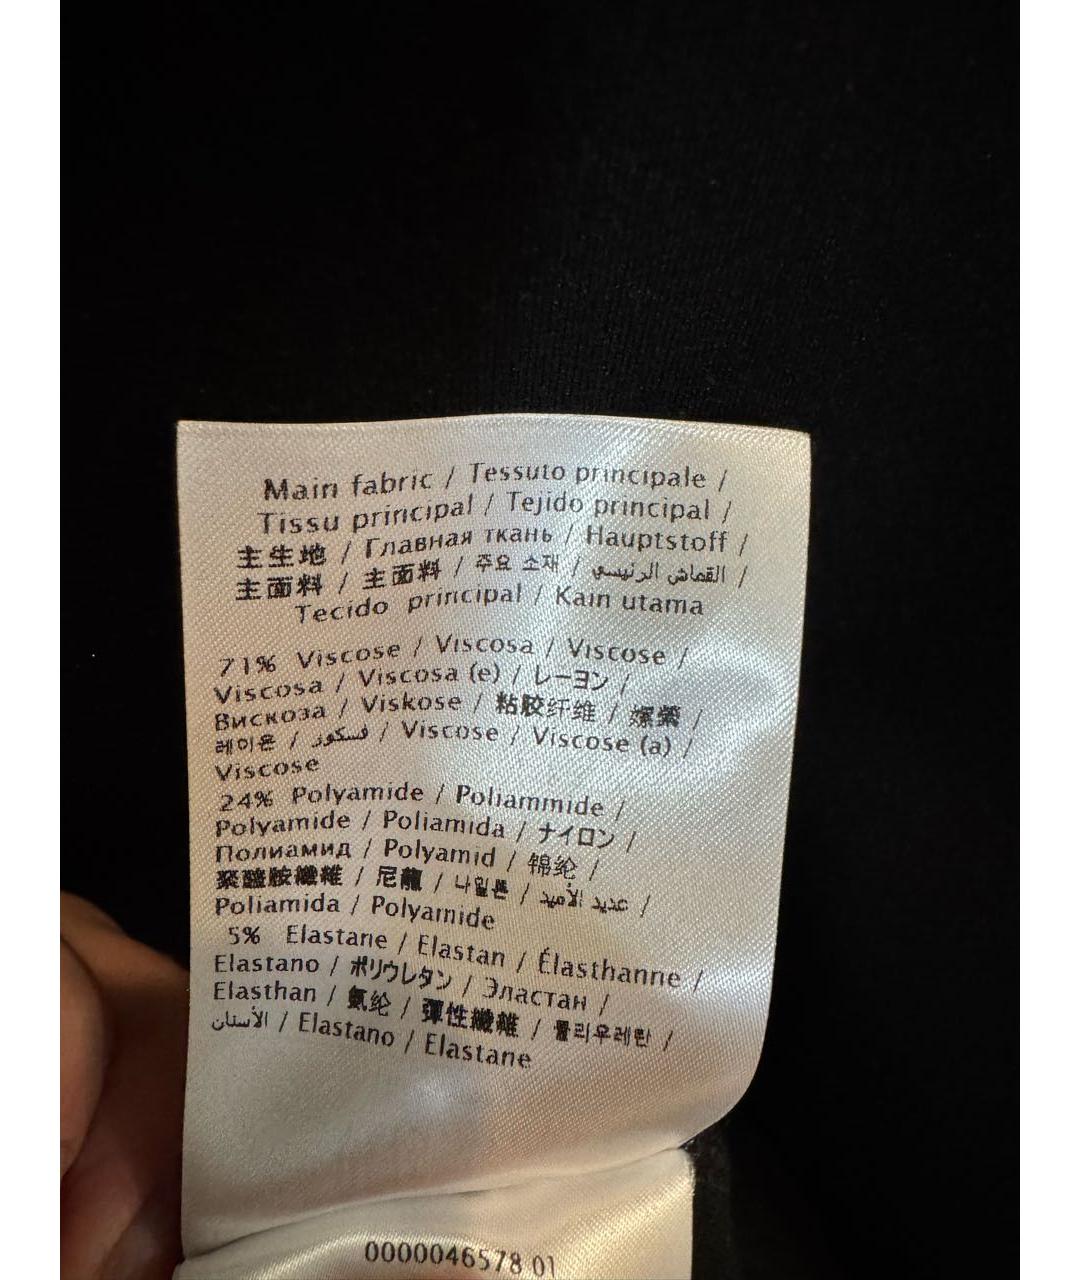 Main fabric / Tessuto principale /
Tissu principal / Tejido principal /
主生地 / Главная ткань / Hauptstoff /
主面料 / 主面料 / 주요 소재 / القماش الرئيسي /
Tecido principal / Kain utama
71% Viscose / Viscosa / Viscose /
Viscosa / Viscosa (e) / レーヨン /
Вискоза / Viskose / 粘胶纤维 / 嫘縈 /
레이온 / فسكوز / Viscose / Viscose (a) /
Viscose
24% Polyamide / Poliammide /
Polyamide / Poliamida / ナイロン /
Полиамид / Polyamid / 锦纶 /
聚醯胺纖維 / 尼龍 / 나일론 / عديد الأميد /
Poliamida / Polyamide
5% Elastane / Elastan / Élasthanne /
Elastano / ポリウレタン / Эластан /
Elasthan / 氨纶 / 彈性纖維 / 폴리우레탄 /
الأستان / Elastano / Elastane
0000046578 01